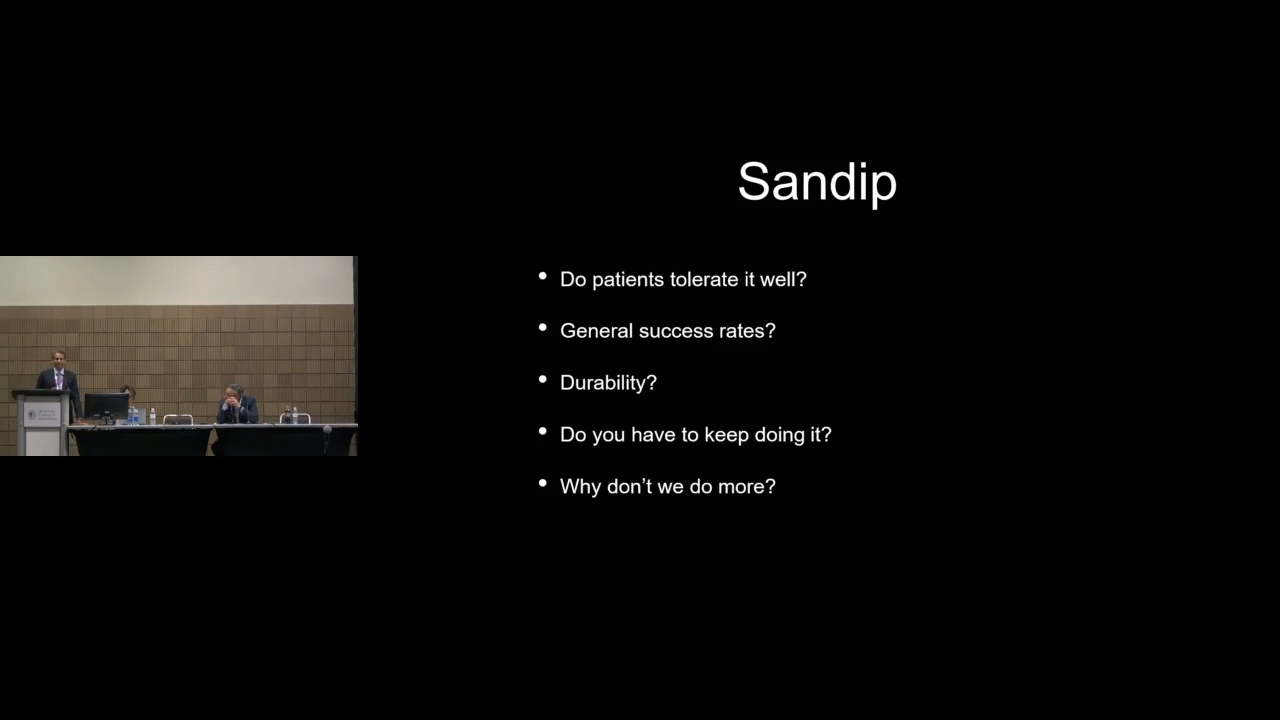 Sandip
• Do patients tolerate it well?
• General success rates?
• Durability?
• Do you have to keep doing it?
• Why don’t we do more?